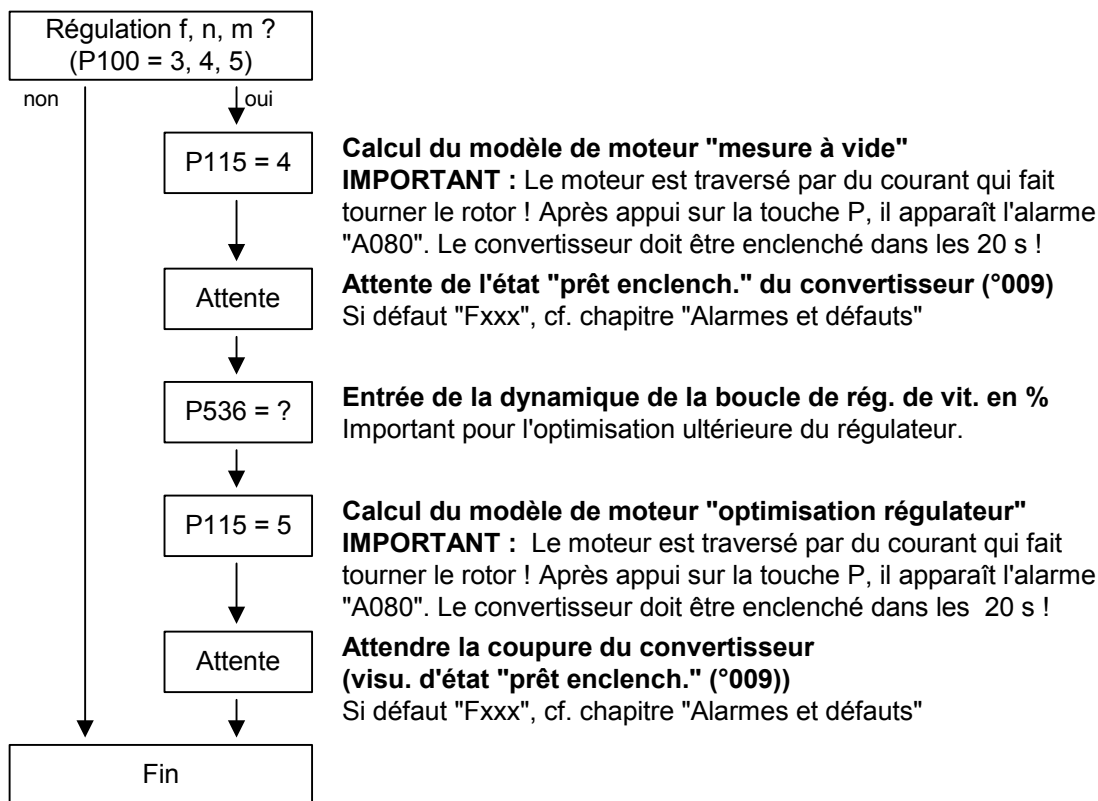 Régulation f, n, m ?
(P100 = 3, 4, 5)
non
oui
P115 = 4
Calcul du modèle de moteur "mesure à vide"
IMPORTANT : Le moteur est traversé par du courant qui fait
tourner le rotor ! Après appui sur la touche P, il apparaît l'alarme
"A080". Le convertisseur doit être enclenché dans les 20 s !
Attente
Attente de l'état "prêt enclench." du convertisseur (°009)
Si défaut "Fxxx", cf. chapitre "Alarmes et défauts"
P536 = ?
Entrée de la dynamique de la boucle de rég. de vit. en %
Important pour l'optimisation ultérieure du régulateur.
P115 = 5
Calcul du modèle de moteur "optimisation régulateur"
IMPORTANT : Le moteur est traversé par du courant qui fait
tourner le rotor ! Après appui sur la touche P, il apparaît l'alarme
"A080". Le convertisseur doit être enclenché dans les 20 s !
Attente
Attendre la coupure du convertisseur
(visu. d'état "prêt enclench." (°009))
Si défaut "Fxxx", cf. chapitre "Alarmes et défauts"
Fin